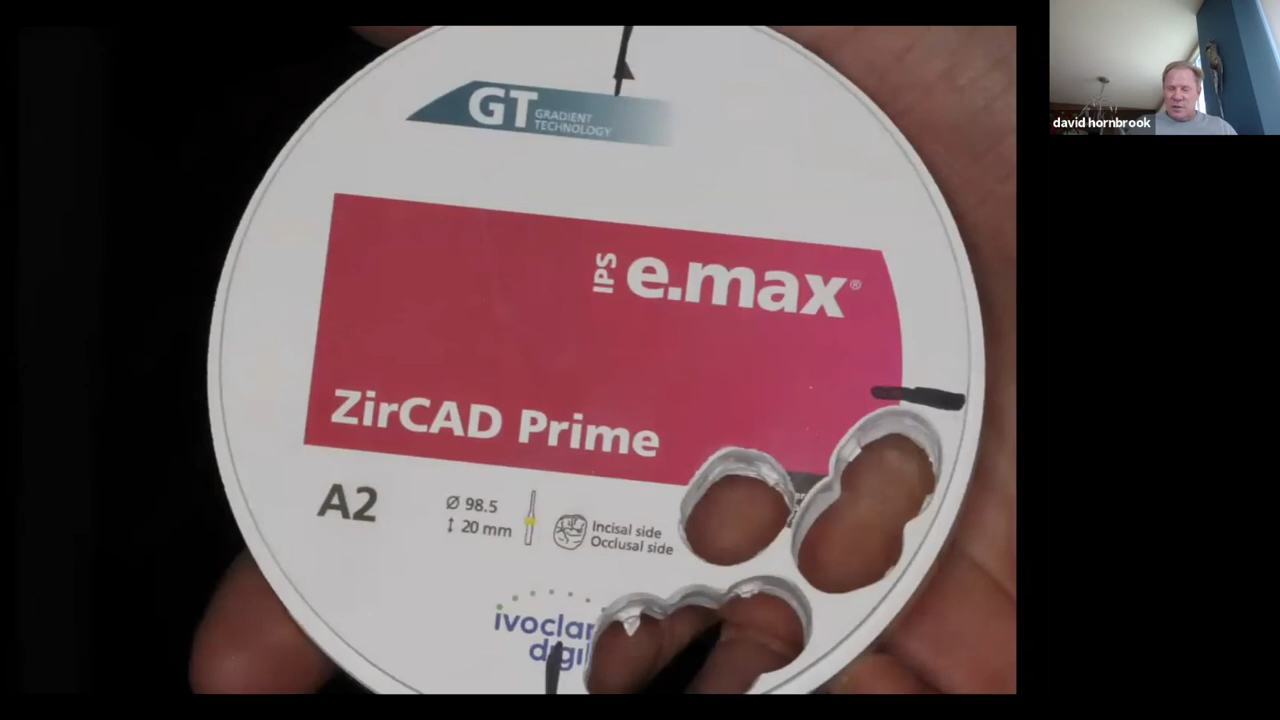 david hornbrook
GT GRADIENT
TECHNOLOGY
IPS e.max®
ZirCAD Prime
A2
Ø 98.5
↕ 20 mm
Incisal side
Occlusal side
ivoclar